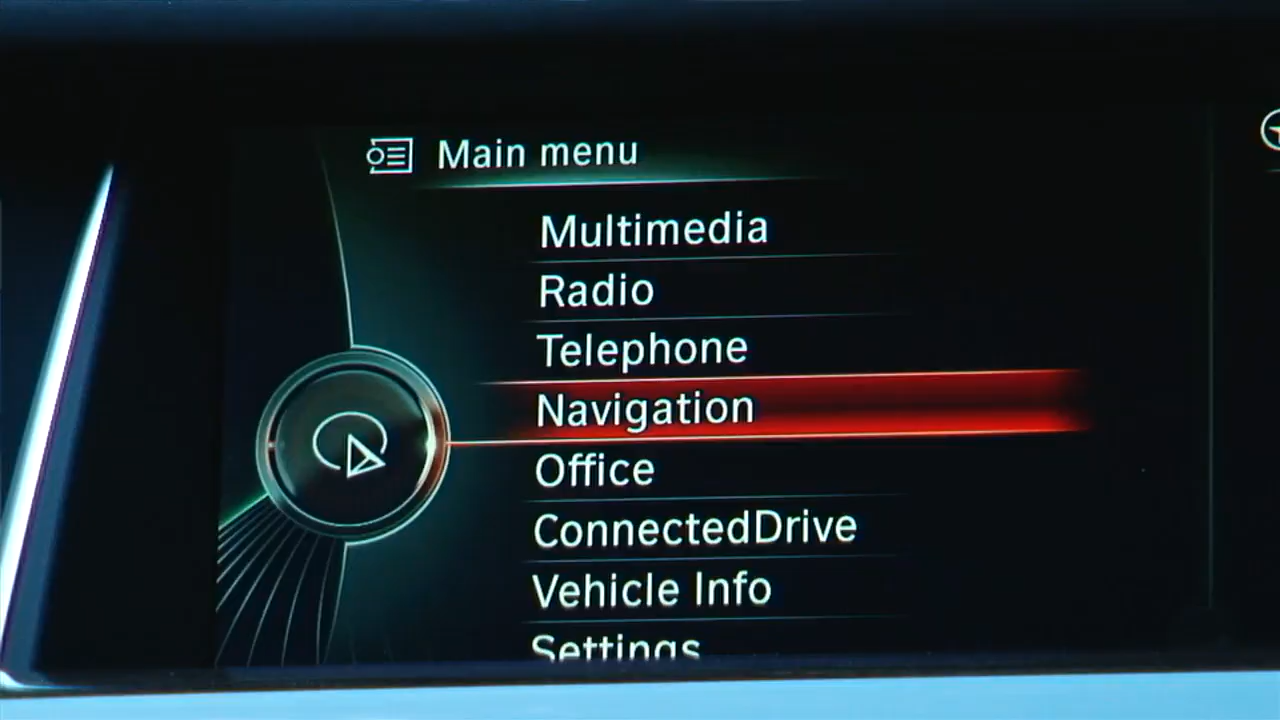 Main menu
Multimedia
Radio
Telephone
Navigation
Office
ConnectedDrive
Vehicle Info
Settings